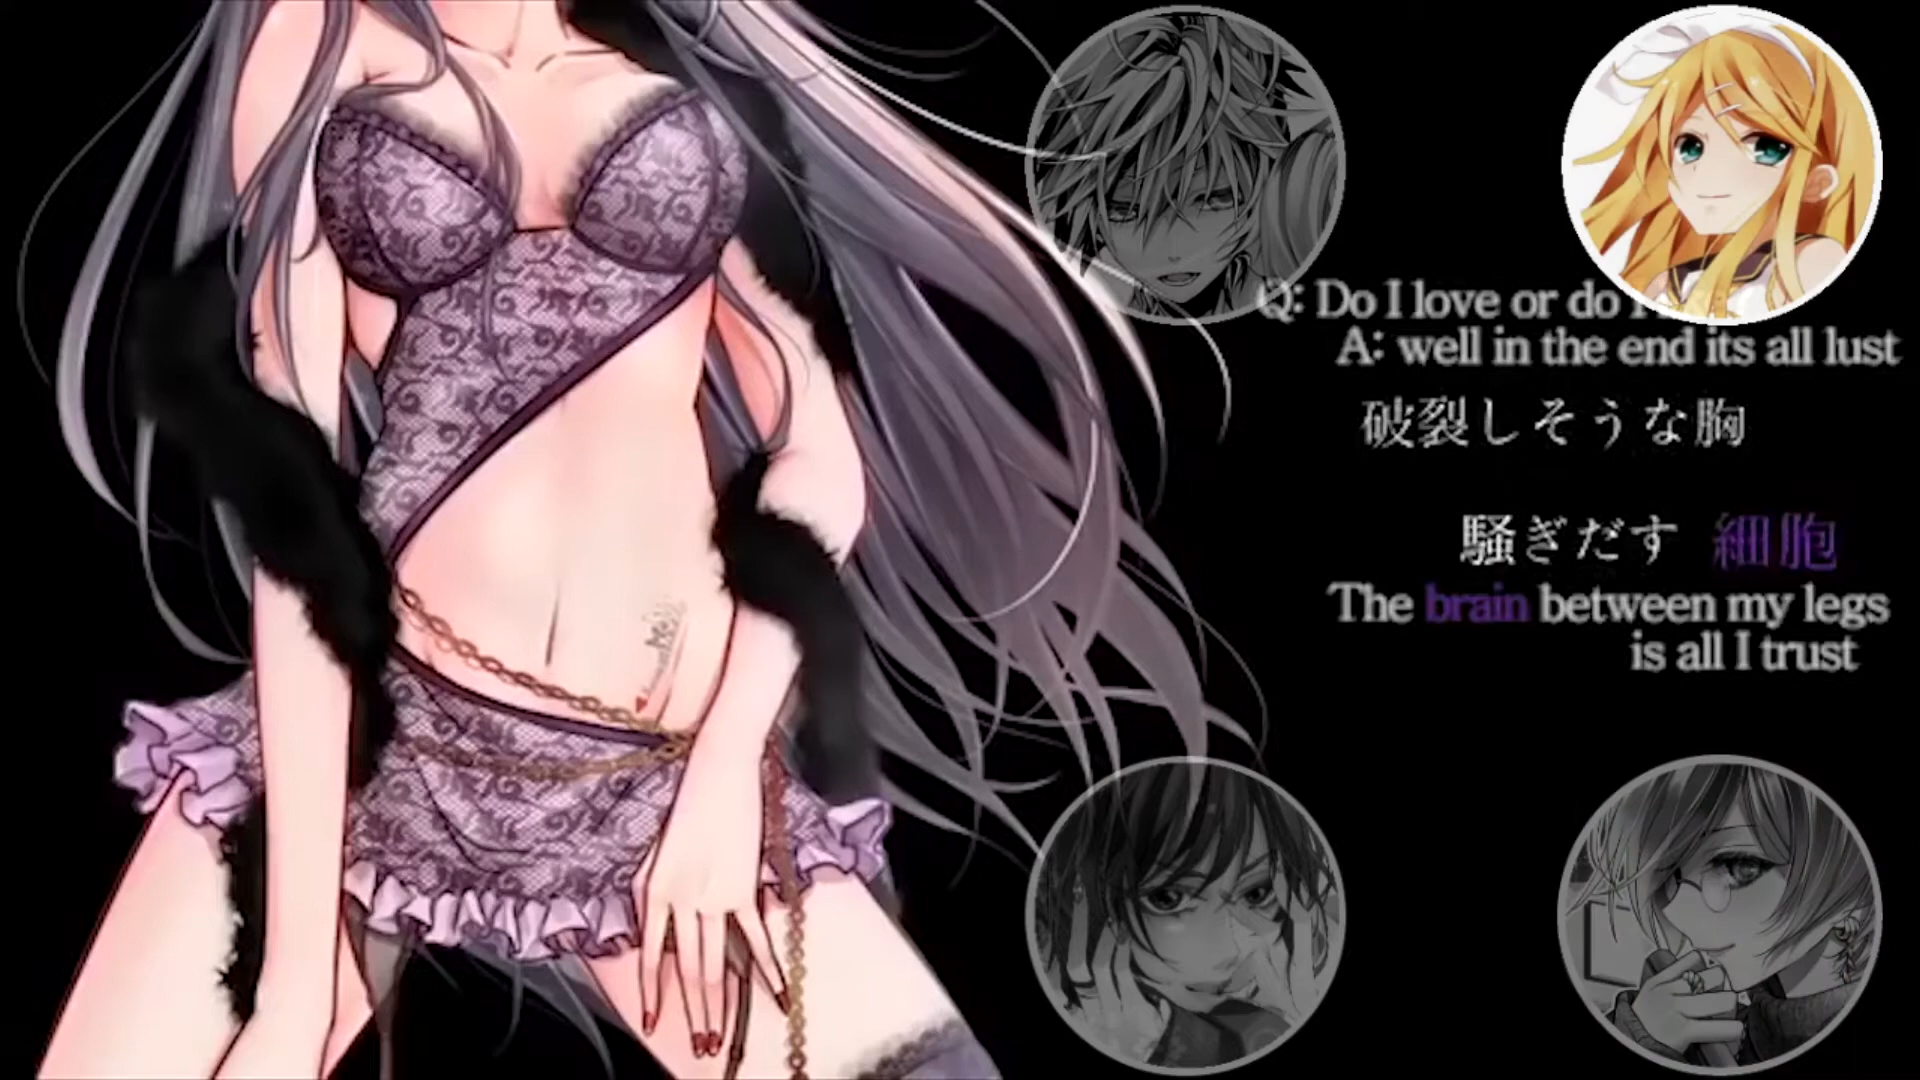 Q: Do I love or do I
A: well in the end its all lust
破裂しそうな胸
騒ぎだす 細胞
The brain between my legs
is all I trust